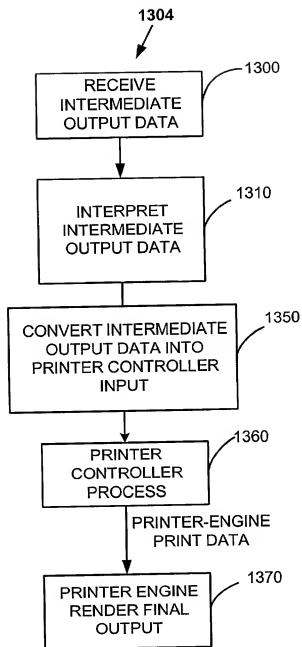 1304
RECEIVE
INTERMEDIATE
OUTPUT DATA
1300
INTERPRET
INTERMEDIATE
OUTPUT DATA
1310
CONVERT INTERMEDIATE
OUTPUT DATA INTO
PRINTER CONTROLLER
INPUT
1350
PRINTER
CONTROLLER
PROCESS
1360
PRINTER-ENGINE
PRINT DATA
PRINTER ENGINE
RENDER FINAL
OUTPUT
1370